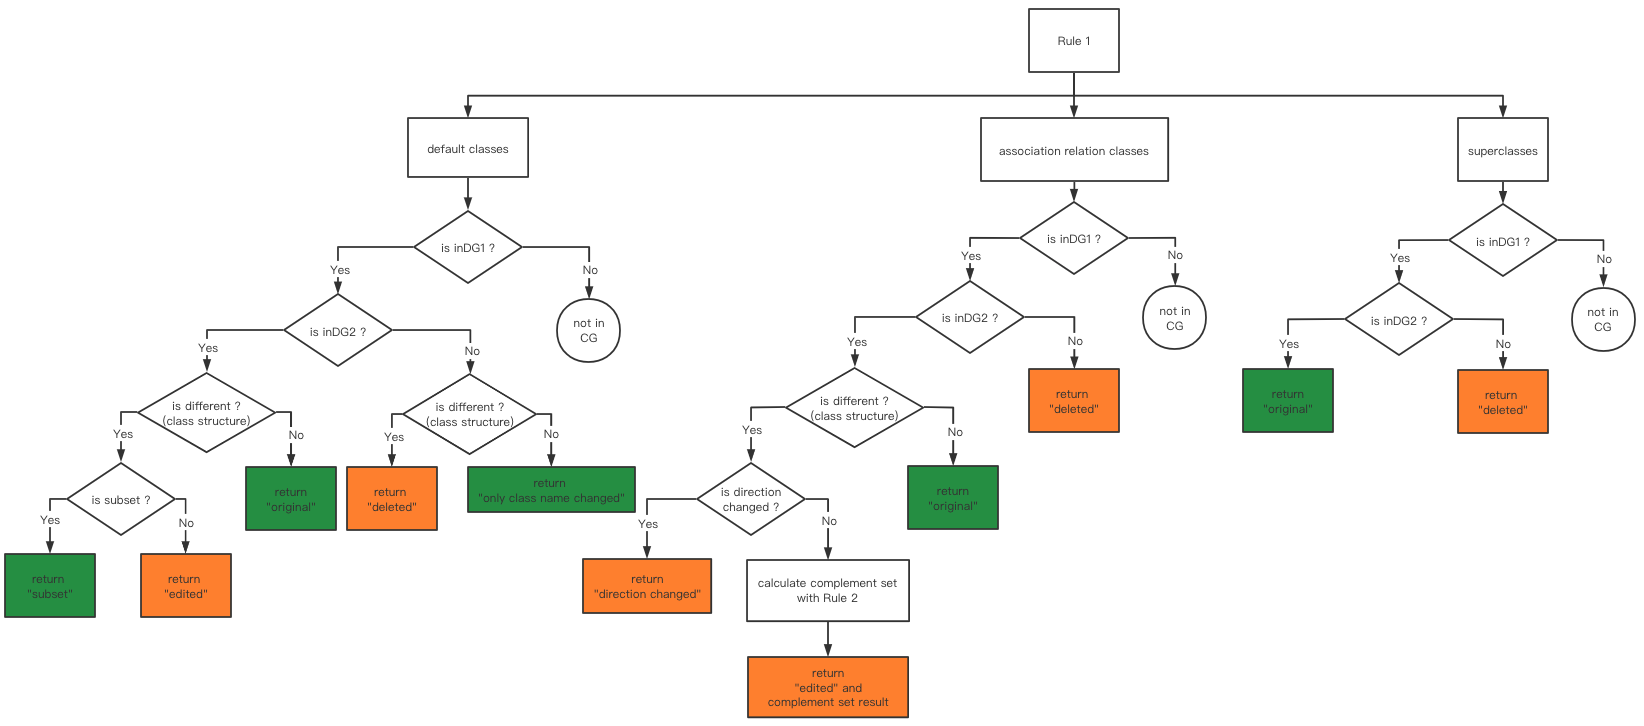 Rule 1
default classes
association relation classes
superclasses
is inDG1 ?
is inDG1 ?
is inDG1 ?
Yes
No
Yes
No
Yes
No
is inDG2 ?
not in
CG
is inDG2 ?
not in
CG
is inDG2 ?
not in
CG
Yes
No
Yes
No
Yes
No
is different ?
(class structure)
is different ?
(class structure)
is different ?
(class structure)
return
"deleted"
return
"original"
return
"deleted"
Yes
No
Yes
No
Yes
No
is subset ?
return
"original"
return
"deleted"
return
"only class name changed"
is direction
changed ?
return
"original"
Yes
No
Yes
No
return
"subset"
return
"edited"
return
"direction changed"
calculate complement set
with Rule 2
return
"edited" and
complement set result